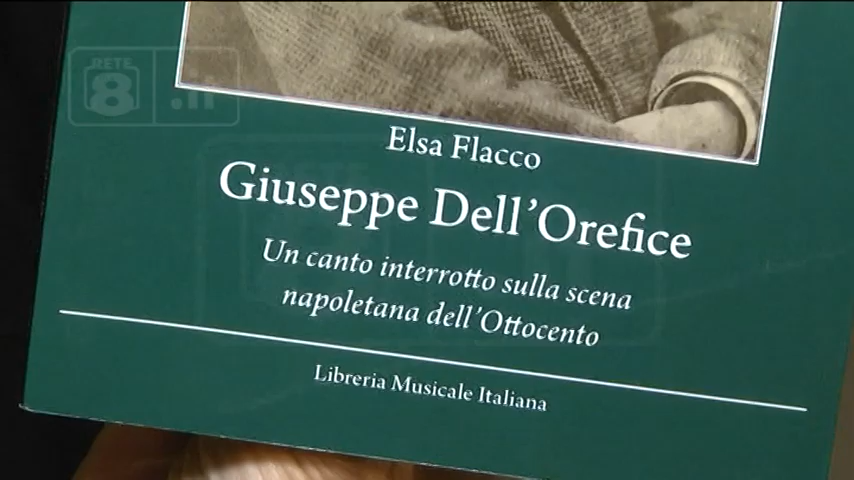 RETE
8 .it
Elsa Flacco
Giuseppe Dell'Orefice
Un canto interrotto sulla scena
napoletana dell'Ottocento
Libreria Musicale Italiana